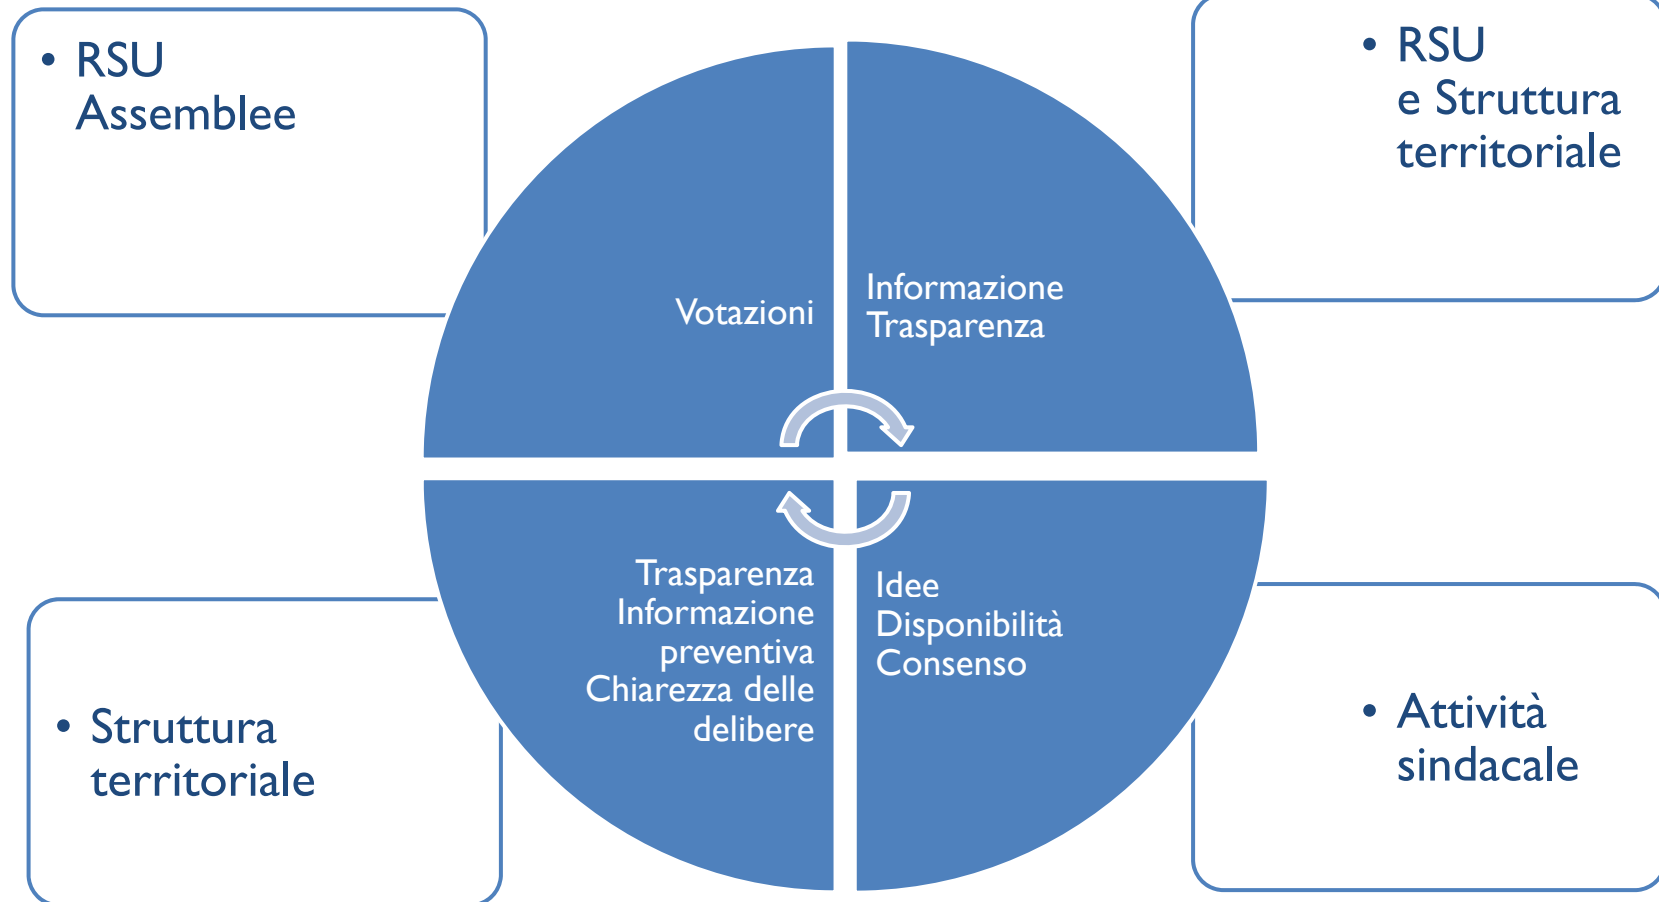 • RSU
Assemblee
Votazioni
• RSU
e Struttura
territoriale
Informazione
Trasparenza
• Struttura
territoriale
Trasparenza
Informazione
preventiva
Chiarezza delle
delibere
Idee
Disponibilità
Consenso
• Attività
sindacale